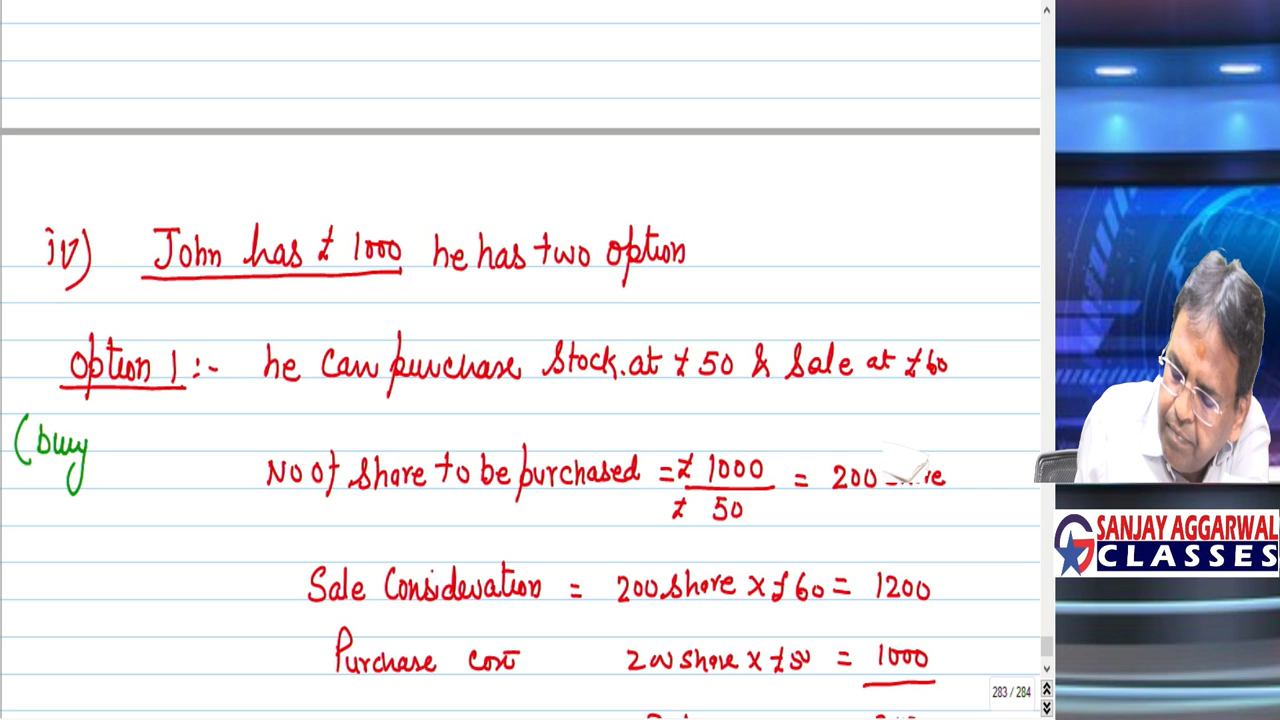 iv) John has £ 1000 he has two option
Option 1 :- he can purchase Stock at £ 50 & Sale at £ 60
(buy
No of share to be purchased = £ 1000 / £ 50 = 200
Sale Consideration = 200 share x £ 60 = 1200
Purchase cost 200 share x £ 50 = 1000
283 / 284
SANJAY AGGARWAL
CLASSES